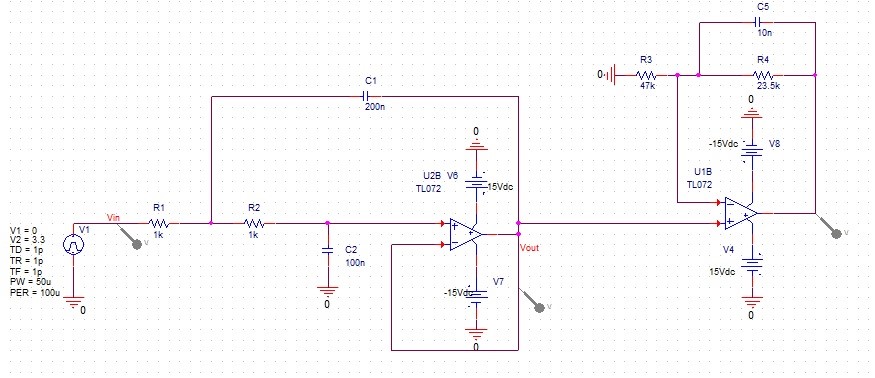 C5
10n
R3
R4
0
47k
23.5k
C1
200n
0
-15Vdc
V8
0
U2B
V6
TL072
15Vdc
U1B
TL072
Vin
R1
R2
1k
1k
V1 = 0
V2 = 3.3
TD = 1p
TR = 1p
TF = 1p
PW = 50u
PER = 100u
V1
0
C2
100n
0
Vout
V
V
V
V7
-15Vdc
0
V4
15Vdc
0